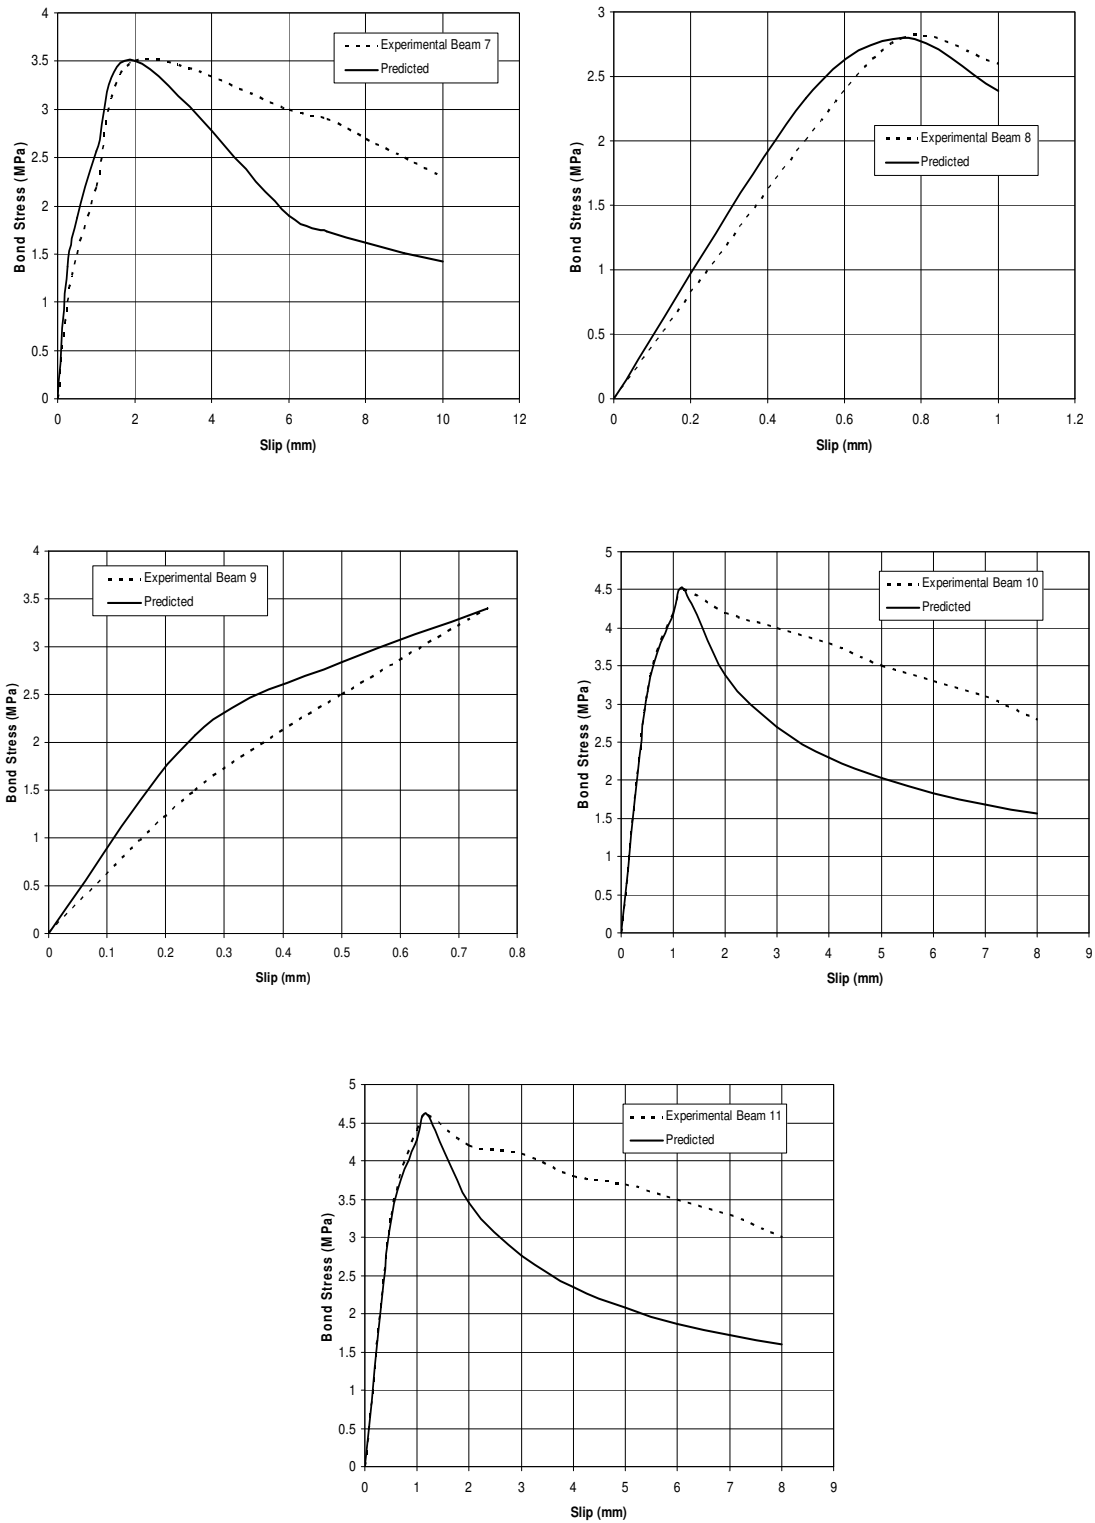 4
3.5
3
2.5
2
1.5
1
0.5
0
0 2 4 6 8 10 12
Bond Stress (MPa)
Slip (mm)
Experimental Beam 7
Predicted
3
2.5
2
1.5
1
0.5
0
0 0.2 0.4 0.6 0.8 1 1.2
Bond Stress (MPa)
Slip (mm)
Experimental Beam 8
Predicted
4
3.5
3
2.5
2
1.5
1
0.5
0
0 0.1 0.2 0.3 0.4 0.5 0.6 0.7 0.8
Bond Stress (MPa)
Slip (mm)
Experimental Beam 9
Predicted
5
4.5
4
3.5
3
2.5
2
1.5
1
0.5
0
0 1 2 3 4 5 6 7 8 9
Bond Stress (MPa)
Slip (mm)
Experimental Beam 10
Predicted
5
4.5
4
3.5
3
2.5
2
1.5
1
0.5
0
0 1 2 3 4 5 6 7 8 9
Bond Stress (MPa)
Slip (mm)
Experimental Beam 11
Predicted